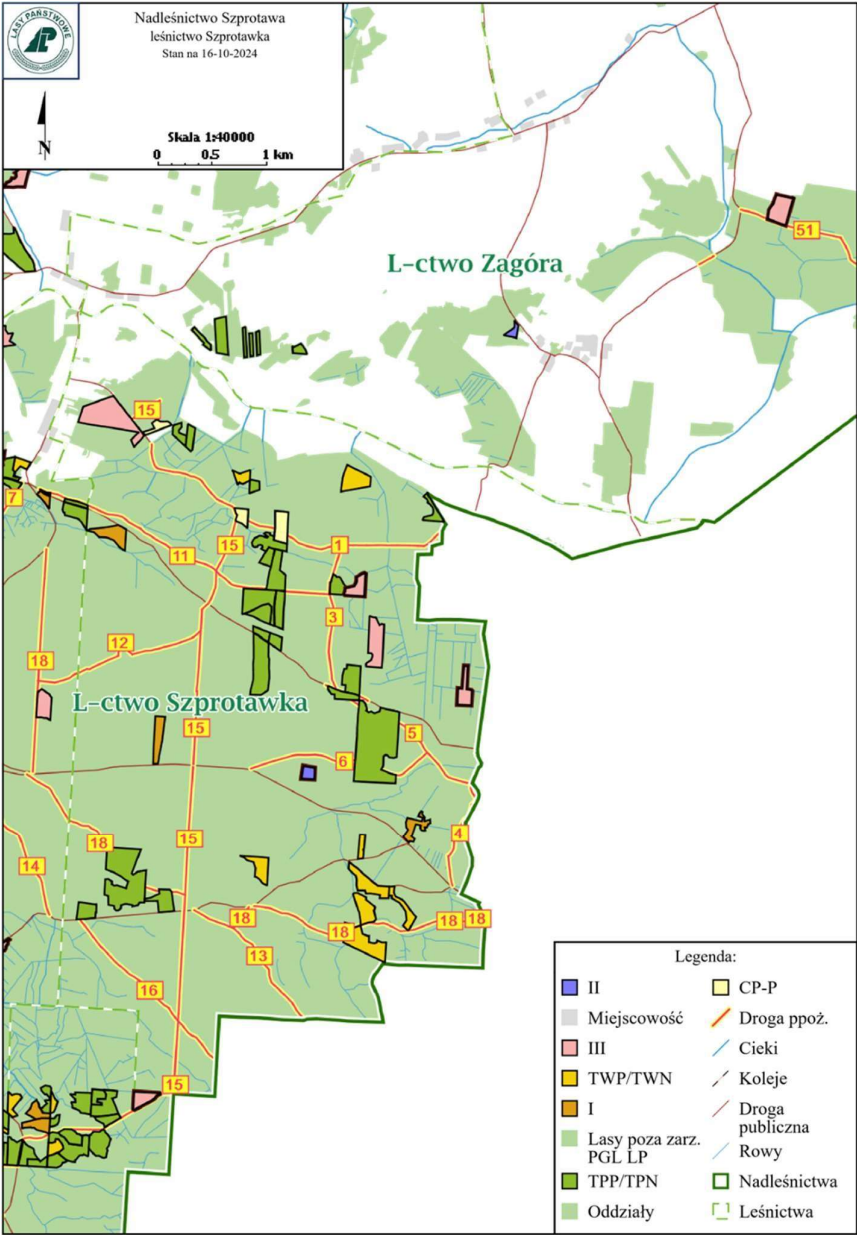 LASY PAŃSTWOWE
Nadleśnictwo Szprotawa
leśnictwo Szprotawka
Stan na 16-10-2024
N
Skala 1:40000
0 0.5 1 km
51
L-ctwo Zagóra
15
7
15
1
11
3
12
18
L-ctwo Szprotawka
15
5
6
4
15
18
14
18
18
18
18
13
16
15
Legenda:
II
Miejscowość
III
TWP/TWN
I
Lasy poza zarz.
PGL LP
TPP/TPN
Oddziały
CP-P
Droga ppoż.
Cieki
Koleje
Droga
publiczna
Rowy
Nadleśnictwa
Leśnictwa